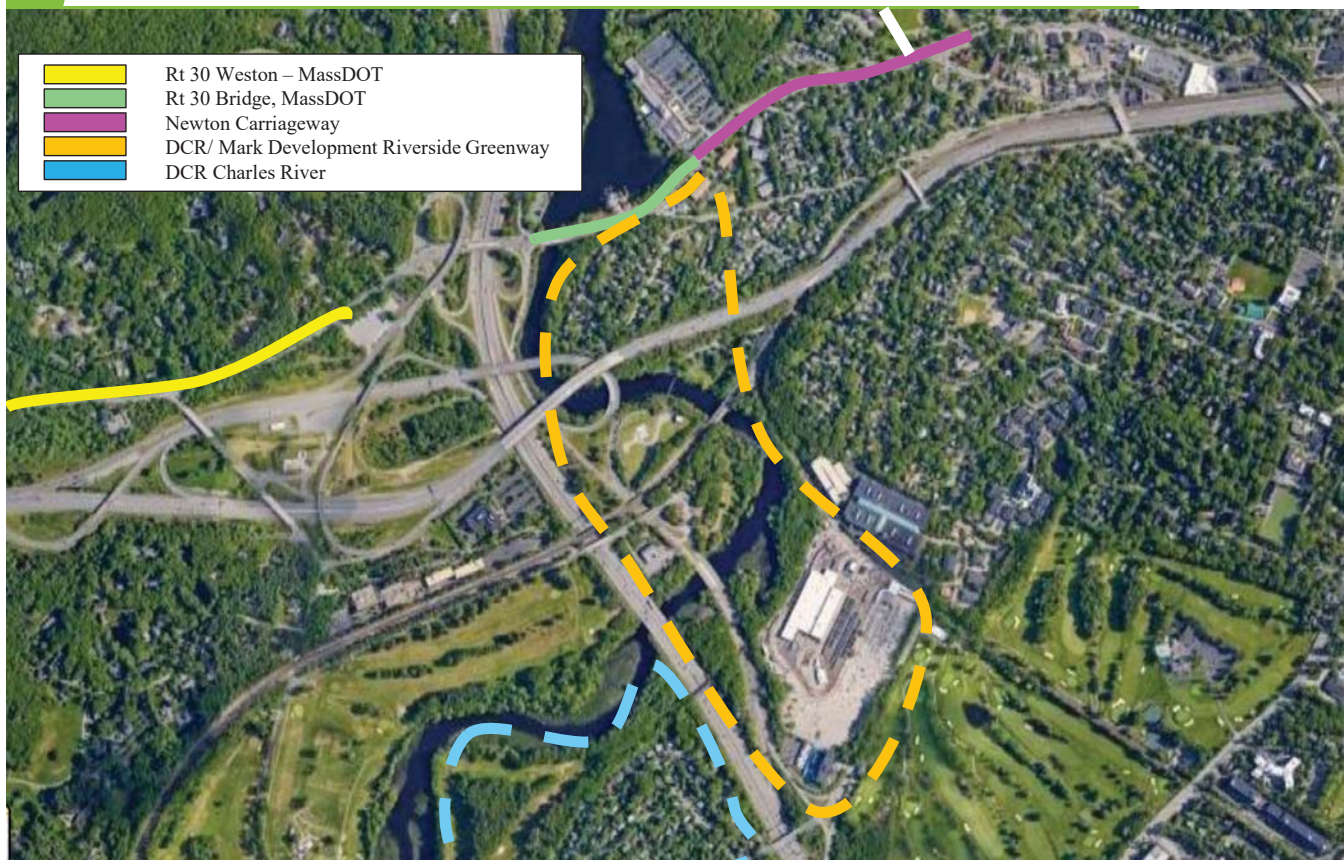 Rt 30 Weston – MassDOT
Rt 30 Bridge, MassDOT
Newton Carriageway
DCR/ Mark Development Riverside Greenway
DCR Charles River